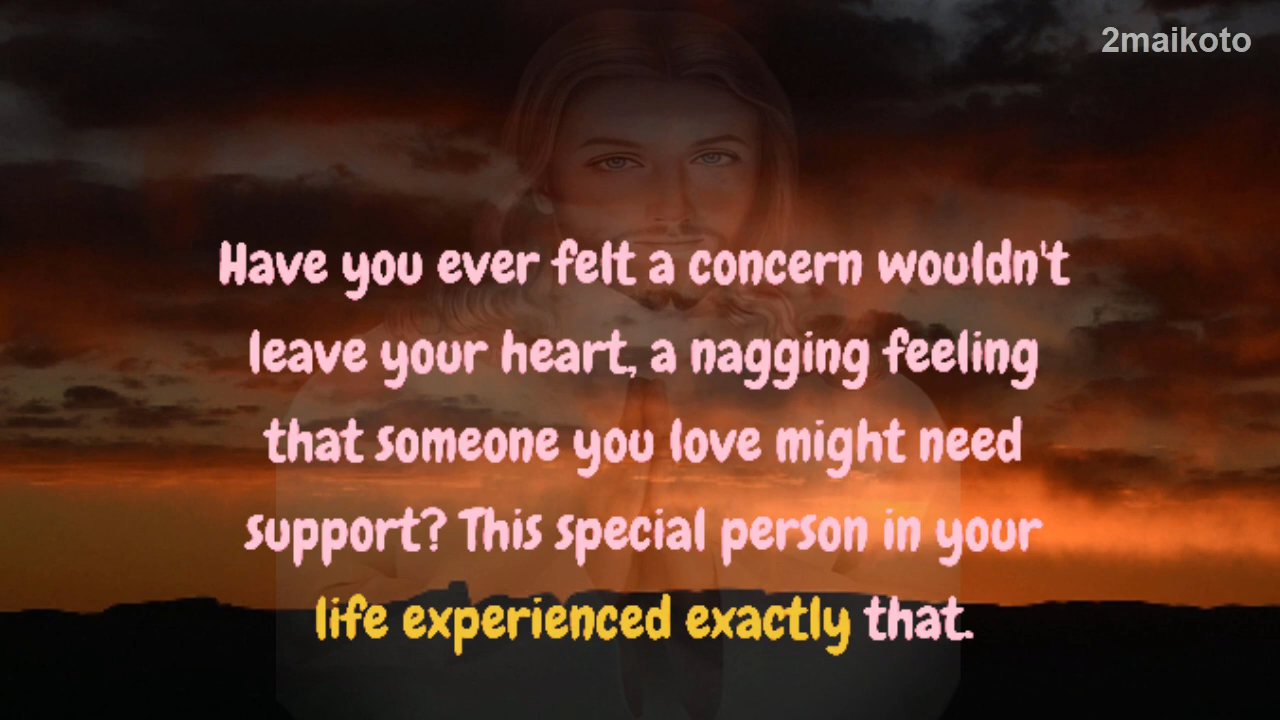 2maikoto
Have you ever felt a concern wouldn't
leave your heart, a nagging feeling
that someone you love might need
support? This special person in your
life experienced exactly that.